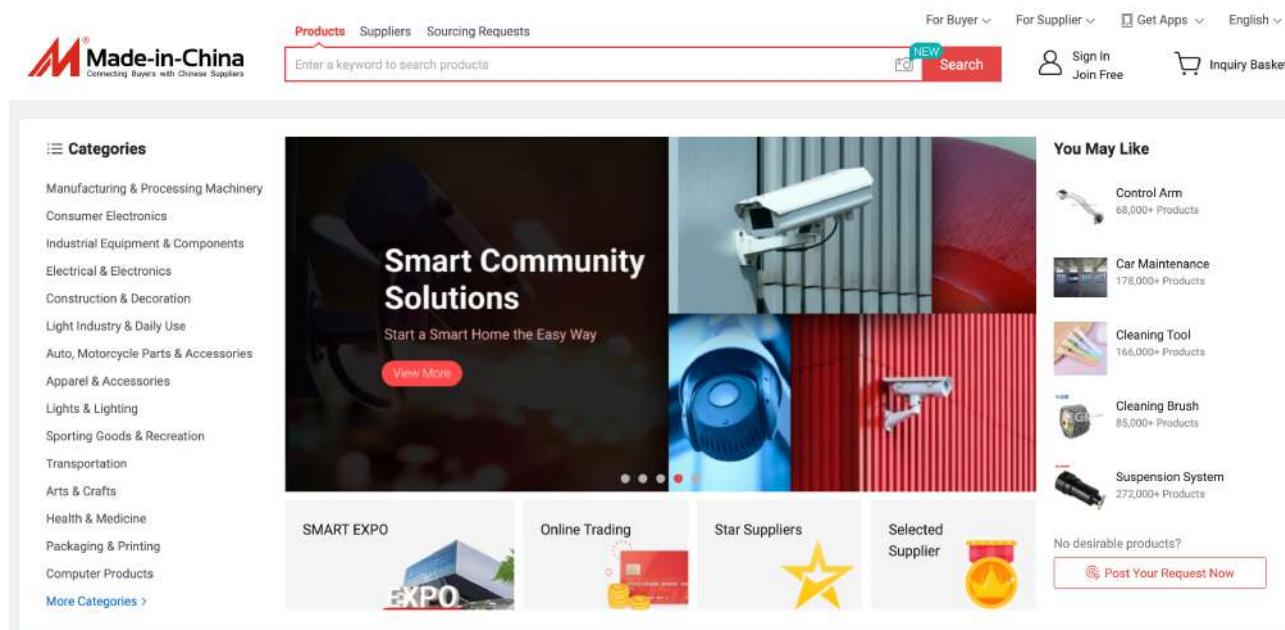 For Buyer
For Supplier
Get Apps
English
Products Suppliers Sourcing Requests
Made-in-China
Connecting Buyers with Chinese Suppliers
Enter a keyword to search products
NEW
Search
Sign In
Join Free
Inquiry Basket
Categories
Manufacturing & Processing Machinery
Consumer Electronics
Industrial Equipment & Components
Electrical & Electronics
Construction & Decoration
Light Industry & Daily Use
Auto, Motorcycle Parts & Accessories
Apparel & Accessories
Lights & Lighting
Sporting Goods & Recreation
Transportation
Arts & Crafts
Health & Medicine
Packaging & Printing
Computer Products
More Categories >
Smart Community
Solutions
Start a Smart Home the Easy Way
View More
SMART EXPO
EXPO
Online Trading
Star Suppliers
Selected
Supplier
You May Like
Control Arm
68,000+ Products
Car Maintenance
178,000+ Products
Cleaning Tool
166,000+ Products
Cleaning Brush
85,000+ Products
Suspension System
272,000+ Products
No desirable products?
Post Your Request Now